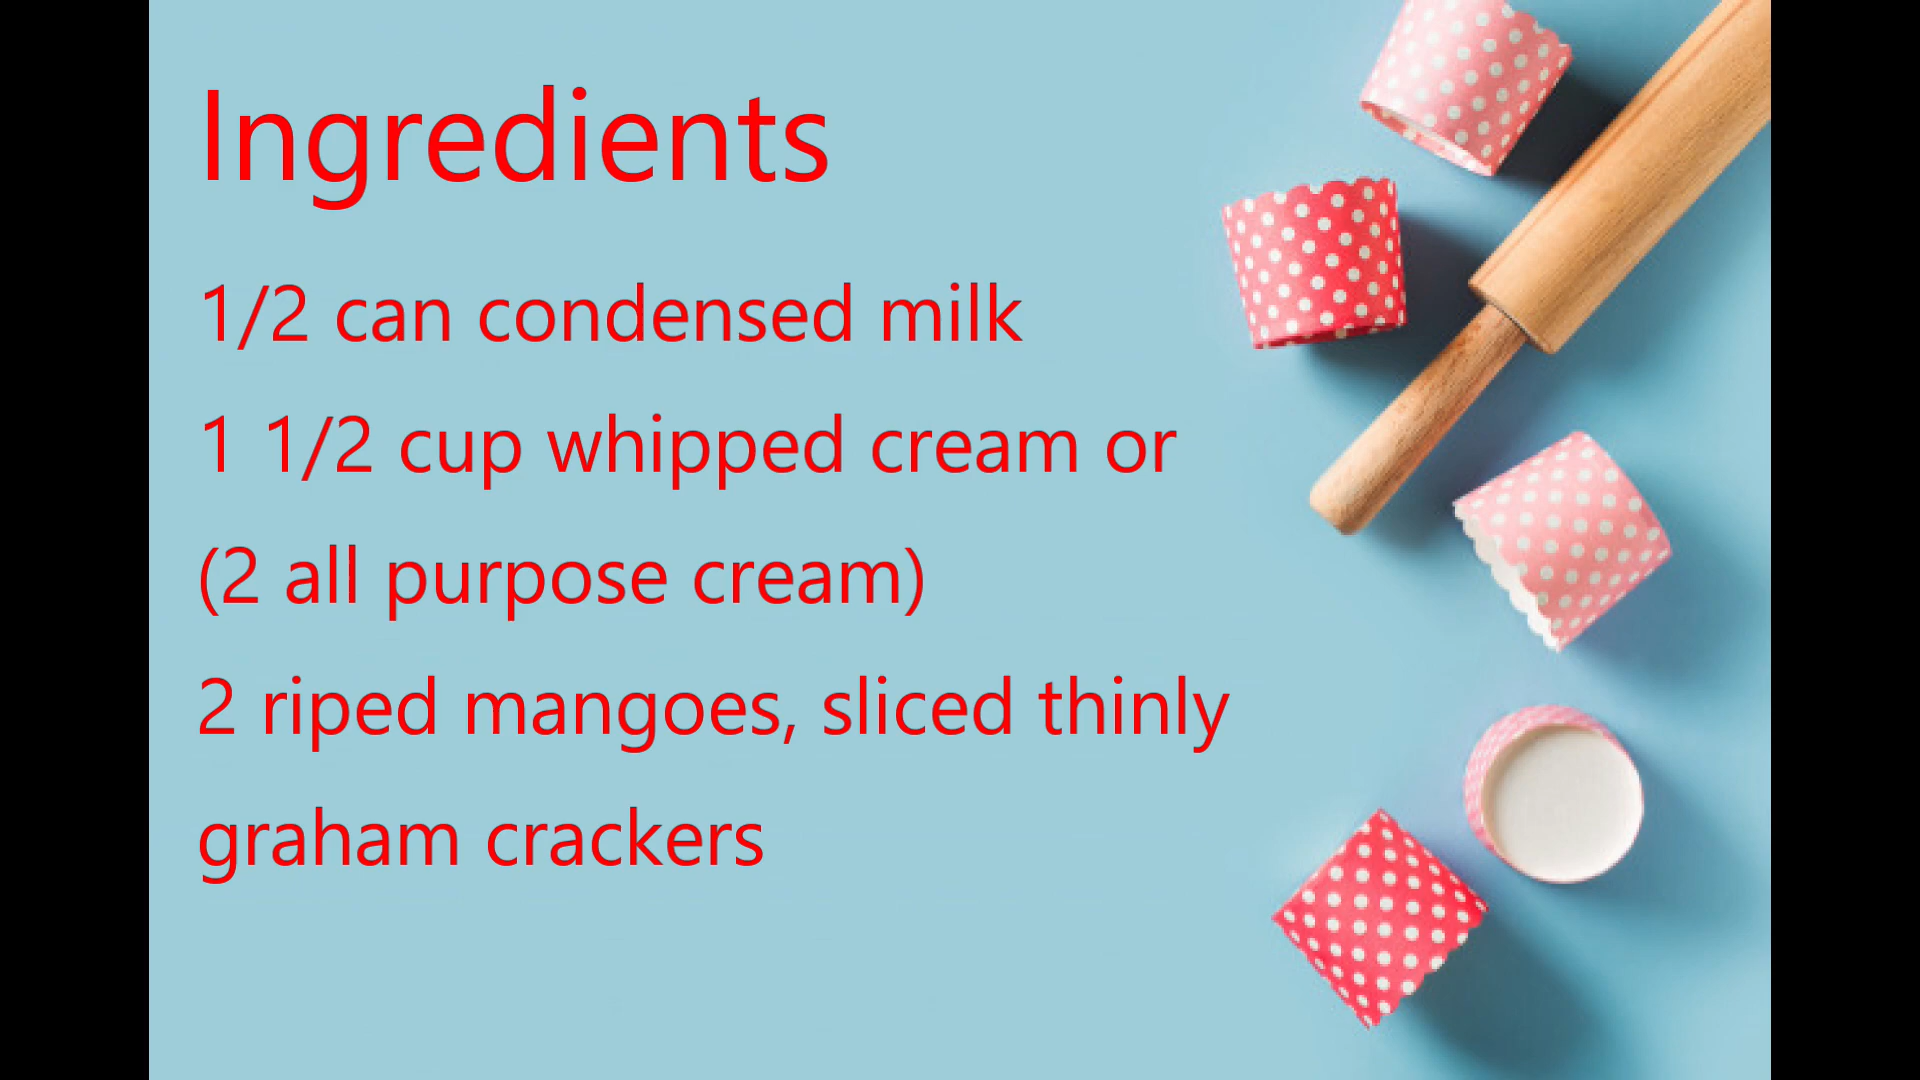 Ingredients
1/2 can condensed milk
1 1/2 cup whipped cream or
(2 all purpose cream)
2 riped mangoes, sliced thinly
graham crackers